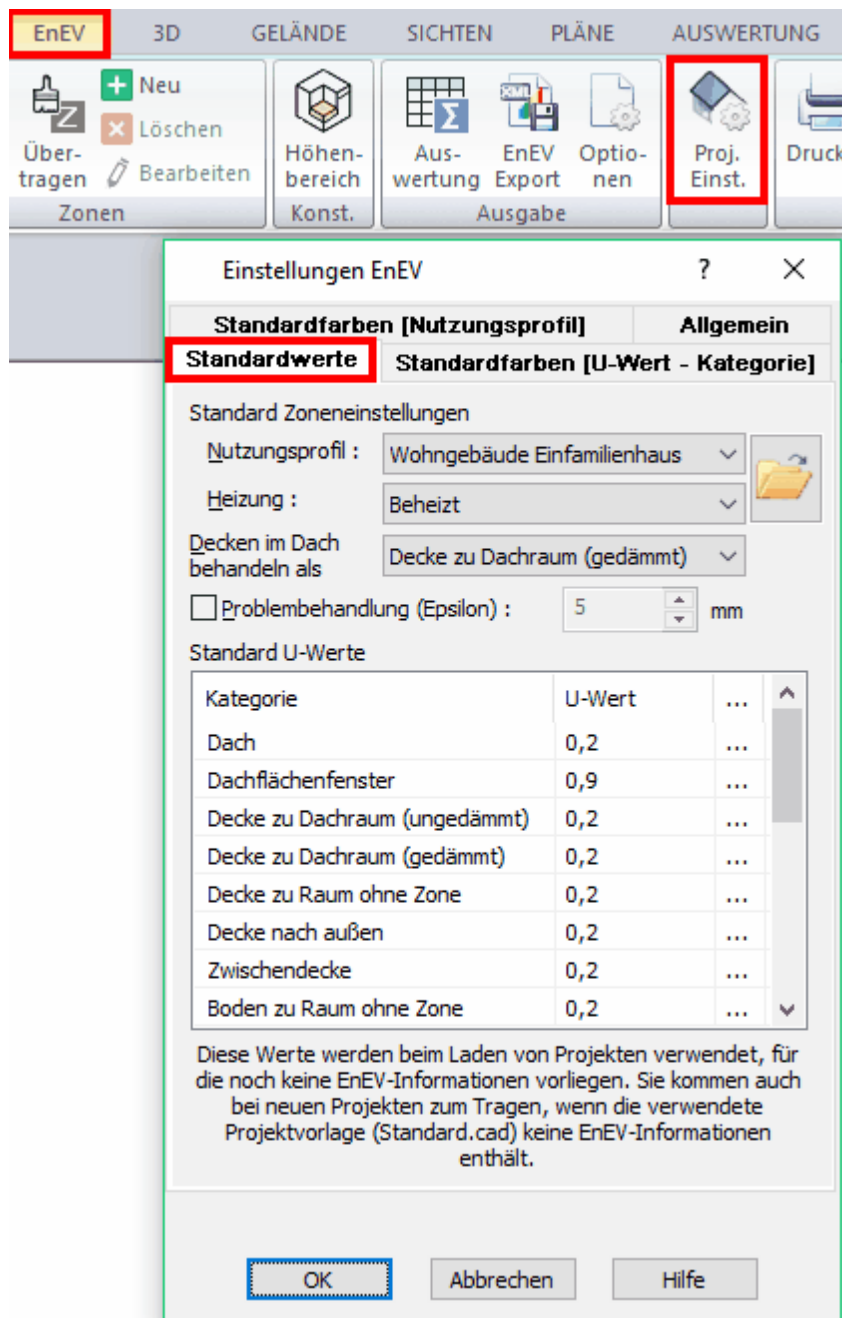 EnEV 3D GELÄNDE SICHTEN PLÄNE AUSWERTUNG
Neu
Löschen
Bearbeiten
Über-
tragen
Z
Höhen-
bereich
Aus-
wertung
Σ
XML
EnEV
Export
Optio-
nen
Proj.
Einst.
Druck
Zonen Konst. Ausgabe
Einstellungen EnEV ?
Standardfarben [Nutzungsprofil] Allgemein
Standardwerte Standardfarben [U-Wert - Kategorie]
Standard Zoneneinstellungen
Nutzungsprofil : Wohngebäude Einfamilienhaus
Heizung : Beheizt
Decken im Dach
behandeln als Decke zu Dachraum (gedämmt)
Problembehandlung (Epsilon) : 5 mm
Standard U-Werte
Kategorie U-Wert ...
Dach 0,2 ...
Dachflächenfenster 0,9 ...
Decke zu Dachraum (ungedämmt) 0,2 ...
Decke zu Dachraum (gedämmt) 0,2 ...
Decke zu Raum ohne Zone 0,2 ...
Decke nach außen 0,2 ...
Zwischendecke 0,2 ...
Boden zu Raum ohne Zone 0,2 ...
Diese Werte werden beim Laden von Projekten verwendet, für
die noch keine EnEV-Informationen vorliegen. Sie kommen auch
bei neuen Projekten zum Tragen, wenn die verwendete
Projektvorlage (Standard.cad) keine EnEV-Informationen
enthält.
OK Abbrechen Hilfe